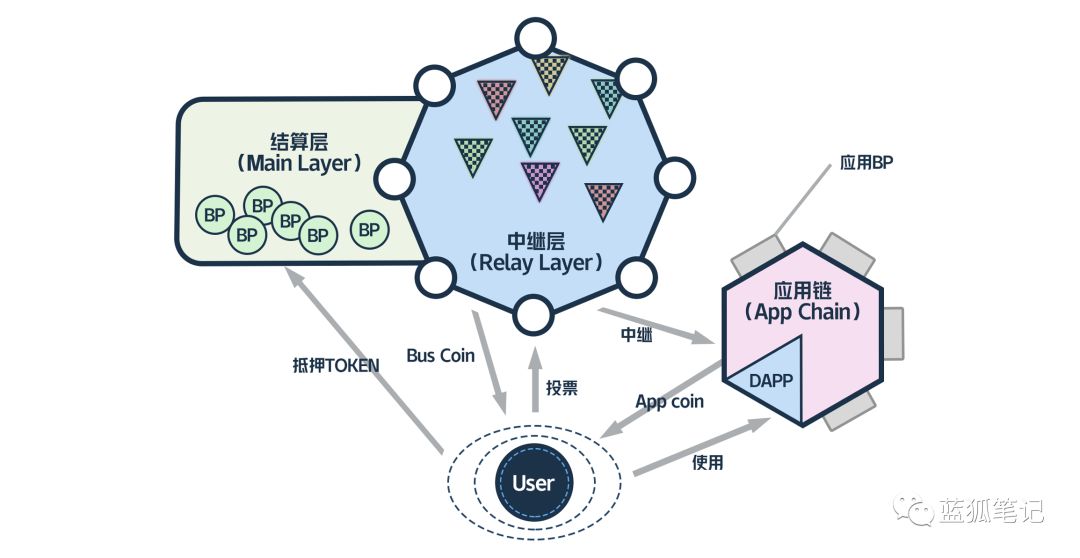 结算层
（Main Layer）
BP
BP
BP
BP
BP
BP
中继层
（Relay Layer）
应用BP
应用链
（App Chain）
DAPP
中继
Bus Coin
抵押TOKEN
投票
App coin
使用
User
蓝狐笔记